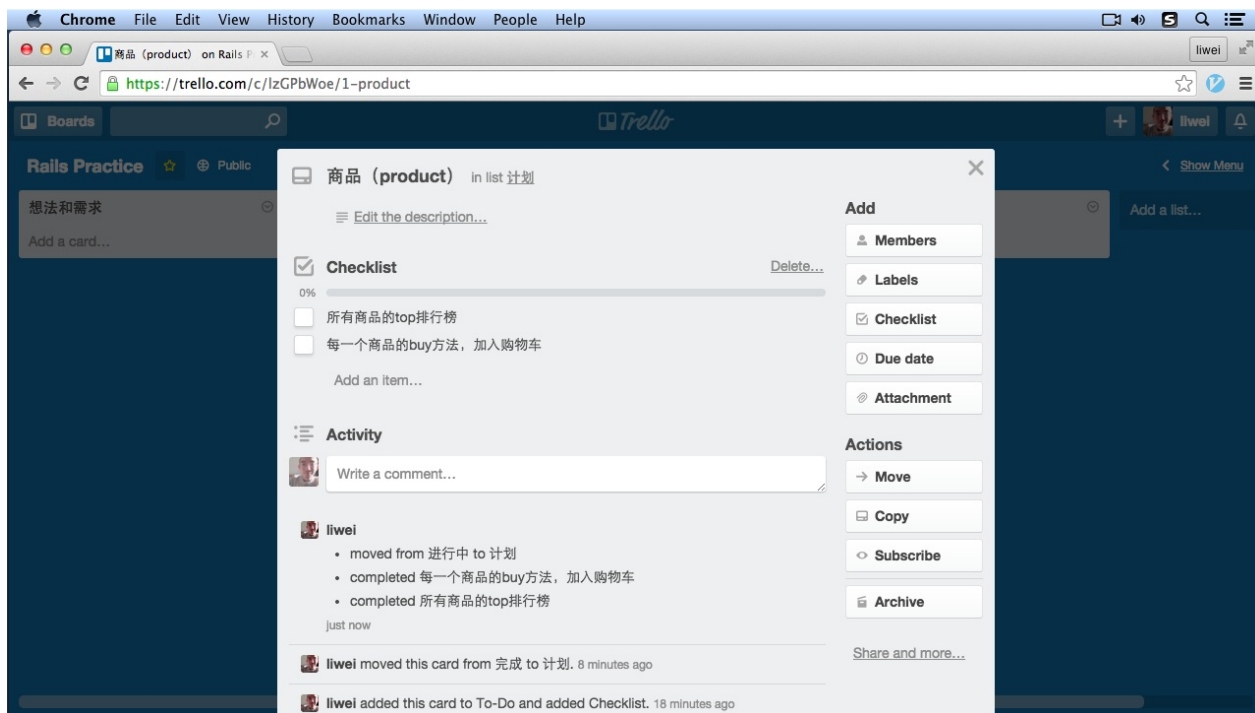 Chrome File Edit View History Bookmarks Window People Help
商品（product） on Rails P
liwei
https://trello.com/c/lzGPbWoe/1-product
Boards
Trello
liwei
Rails Practice
Public
Show Menu
想法和需求
Add a card...
Add a list...
商品（product） in list 计划
Edit the description...
Checklist
Delete...
0%
所有商品的top排行榜
每一个商品的buy方法，加入购物车
Add an item...
Activity
Write a comment...
liwei
• moved from 进行中 to 计划
• completed 每一个商品的buy方法，加入购物车
• completed 所有商品的top排行榜
just now
liwei moved this card from 完成 to 计划. 8 minutes ago
liwei added this card to To-Do and added Checklist. 18 minutes ago
Add
Members
Labels
Checklist
Due date
Attachment
Actions
Move
Copy
Subscribe
Archive
Share and more...